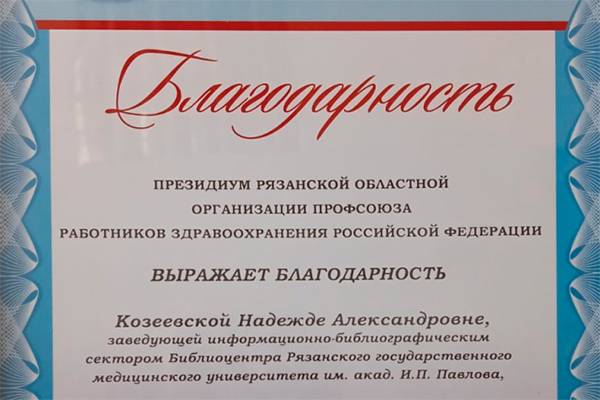 Благодарность
ПРЕЗИДИУМ РЯЗАНСКОЙ ОБЛАСТНОЙ
ОРГАНИЗАЦИИ ПРОФСОЮЗА
РАБОТНИКОВ ЗДРАВООХРАНЕНИЯ РОССИЙСКОЙ ФЕДЕРАЦИИ
ВЫРАЖАЕТ БЛАГОДАРНОСТЬ
Козеевской Надежде Александровне,
заведующей информационно-библиографическим
сектором Библиоцентра Рязанского государственного
медицинского университета им. акад. И.П. Павлова,